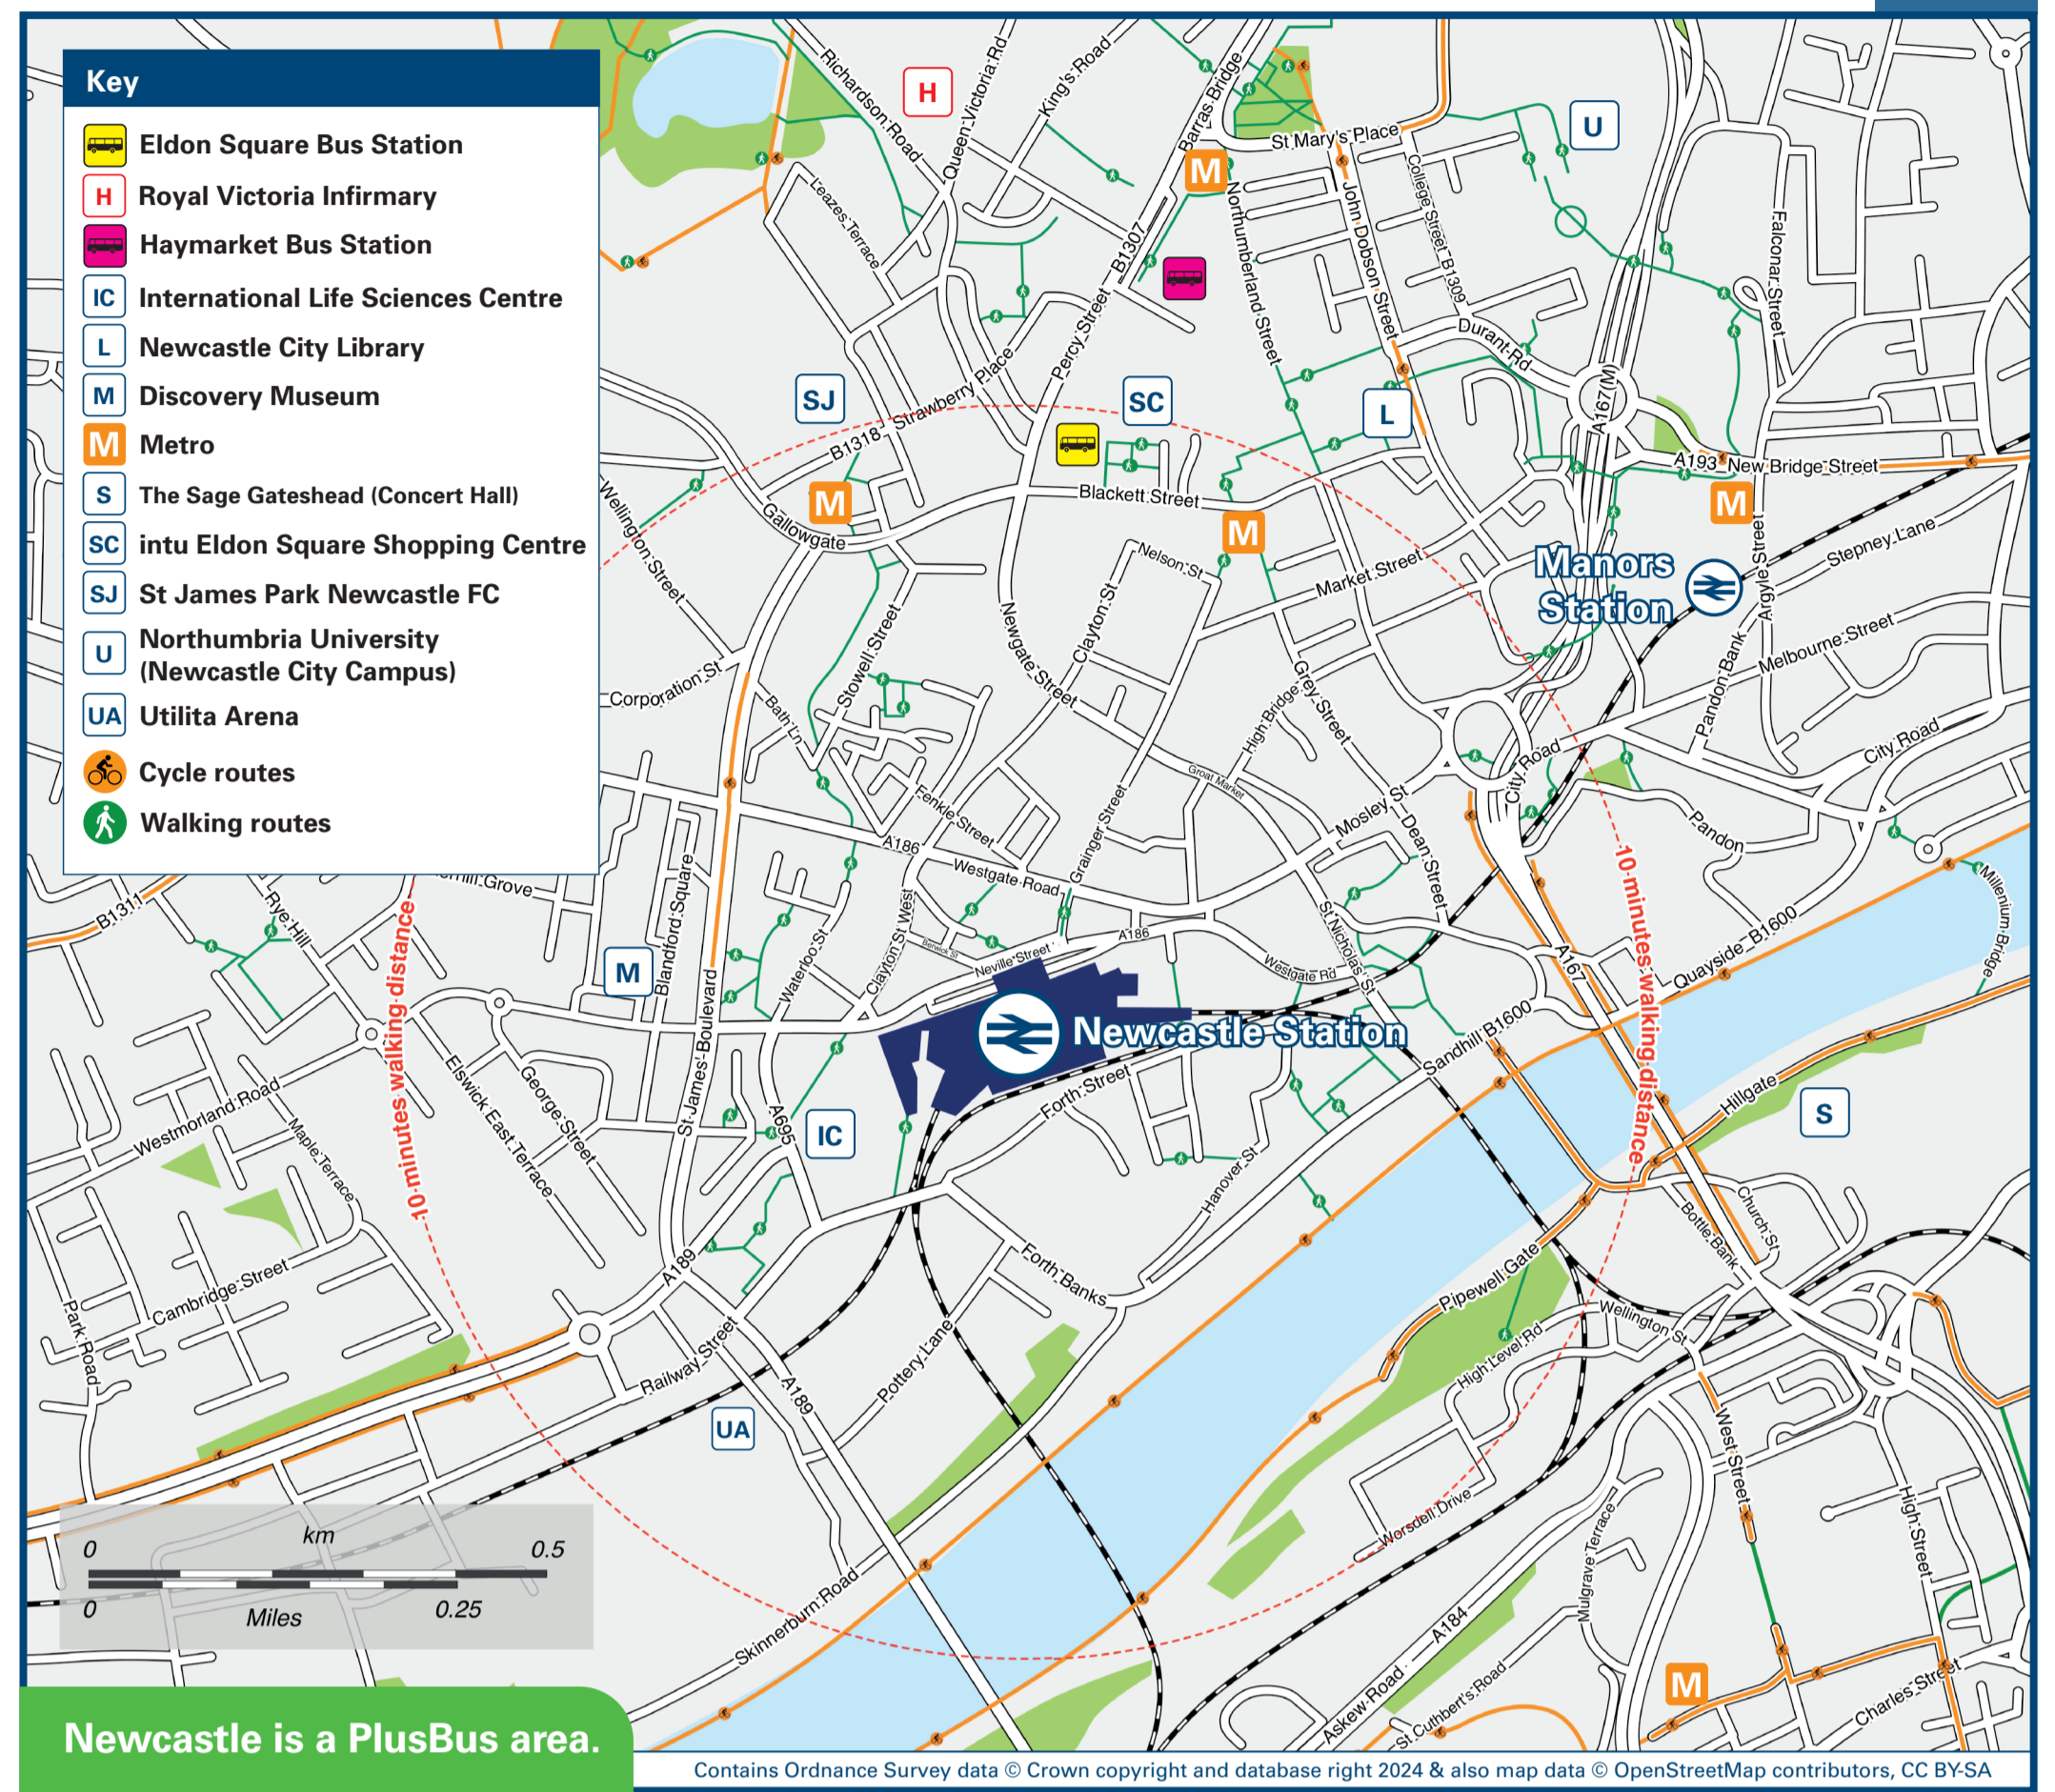 Key
Eldon Square Bus Station
H
Royal Victoria Infirmary
Haymarket Bus Station
IC
International Life Sciences Centre
L
Newcastle City Library
M
Discovery Museum
M
Metro
S
The Sage Gateshead (Concert Hall)
SC
intu Eldon Square Shopping Centre
SJ
St James Park Newcastle FC
U
Northumbria University
(Newcastle City Campus)
UA
Utilita Arena
Cycle routes
Walking routes
Richardson Road
H
Queen Victoria Rd
King's Road
Barras Bridge
St Mary's Place
U
M
Leazes Terrace
Northumberland Street
John Dobson Street
College Street B1309
Falconar Street
B1307
Percy Street
Durant Rd
A167(M)
SJ
B1318
Strawberry Place
SC
L
A193
New Bridge Street
M
Blackett Street
M
M
Gallowgate
Wellington Street
Nelson St
Market Street
Manors
Station
Argyle Street
Stepney Lane
Clayton St
Newgate Street
Stowell Street
Corporation St
Bath Ln
Grey Street
High Bridge
Melbourne Street
Pandon Bank
City Road
City Road
Groat Market
Mosley St
Dean Street
Fenkle Street
Grainger Street
A186
Westgate Road
Pandon
10 minutes walking distance
Millenium Bridge
B1311
Rye Hill
Blandford Square
Clayton St West
Waterloo St
Berwick St
Neville Street
A186
Westgate Rd
St Nicholas St
A167
Quayside B1600
M
10 minutes walking distance
Newcastle Station
Sandhill B1600
St James' Boulevard
Forth Street
Westmorland Road
Elswick East Terrace
George Street
Maple Terrace
A695
IC
Hillgate
S
Hanover St
Church St
Bottle Bank
Cambridge Street
Park Road
A189
Forth Banks
Pipewell Gate
Wellington St
High Level Rd
Railway Street
A189
Pottery Lane
UA
West Street
High Street
Worsdell Drive
Mulgrave Terrace
km
0
0.5
0
0.25
Miles
Skinnerburn Road
A184
Askew Road
St Cuthbert's Road
M
Charles Street
Newcastle is a PlusBus area.
Contains Ordnance Survey data © Crown copyright and database right 2024 & also map data © OpenStreetMap contributors, CC BY-SA